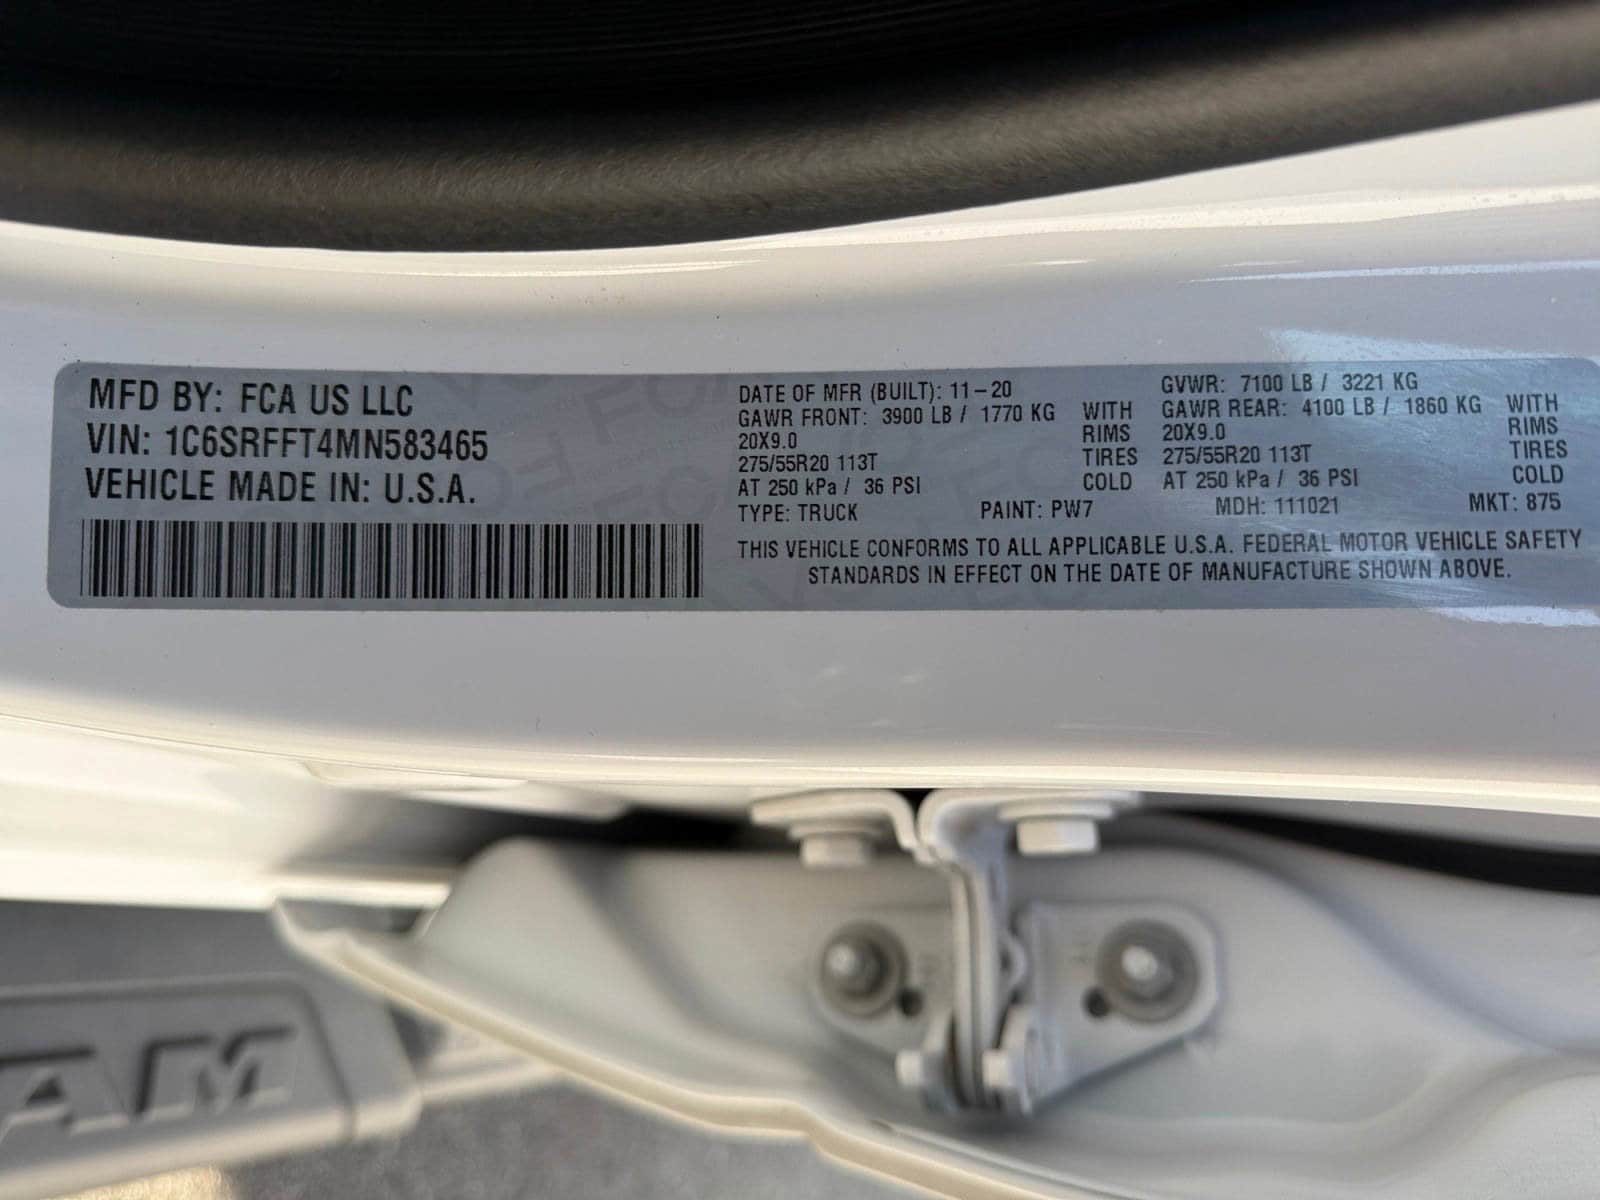 MFD BY: FCA US LLC
VIN: 1C6SRFFT4MN583465
VEHICLE MADE IN: U.S.A.
DATE OF MFR (BUILT): 11-20
GAWR FRONT: 3900 LB / 1770 KG WITH
20X9.0 RIMS
275/55R20 113T TIRES
AT 250 kPa / 36 PSI COLD
GVWR: 7100 LB / 3221 KG
GAWR REAR: 4100 LB / 1860 KG WITH
20X9.0 RIMS
275/55R20 113T TIRES
AT 250 kPa / 36 PSI COLD
TYPE: TRUCK PAINT: PW7 MDH: 111021 MKT: 875
THIS VEHICLE CONFORMS TO ALL APPLICABLE U.S.A. FEDERAL MOTOR VEHICLE SAFETY
STANDARDS IN EFFECT ON THE DATE OF MANUFACTURE SHOWN ABOVE.